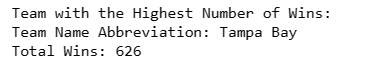 Team with the Highest Number of Wins:
Team Name Abbreviation: Tampa Bay
Total Wins: 626